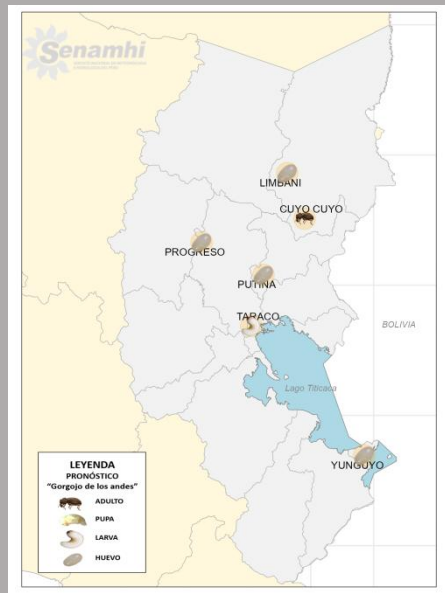 Senamhi
LIMBANI
CUYO CUYO
PROGRESO
PUTINA
TARACO
BOLIVIA
Lago Titicaca
YUNGUYO
LEYENDA
PRONÓSTICO
"Gorgojo de los andes"
ADULTO
PUPA
LARVA
HUEVO